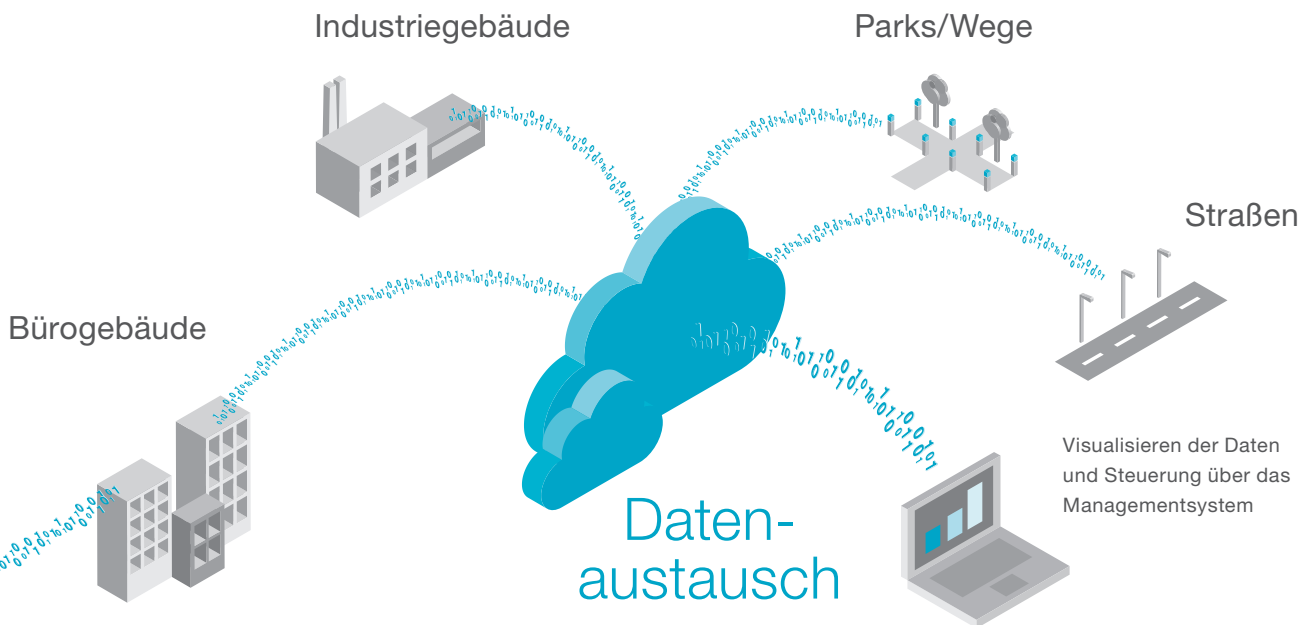 Industriegebäude
Parks/Wege
Straßen
Bürogebäude
Visualisieren der Daten
und Steuerung über das
Managementsystem
Daten-
austausch